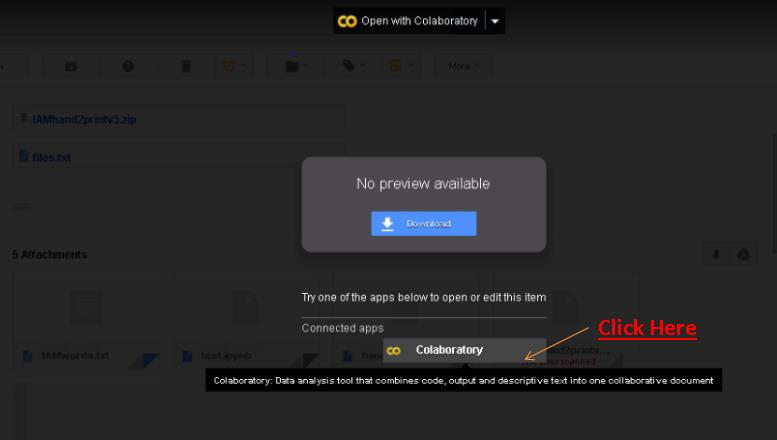 Open with Colaboratory
More
IAMhand2printv3.zip
files.txt
No preview available
Download
5 Attachments
Try one of the apps below to open or edit this item
Connected apps
Click Here
Colaboratory
IAMwords.txt
test.ipynb
Colaboratory: Data analysis tool that combines code, output and descriptive text into one collaborative document